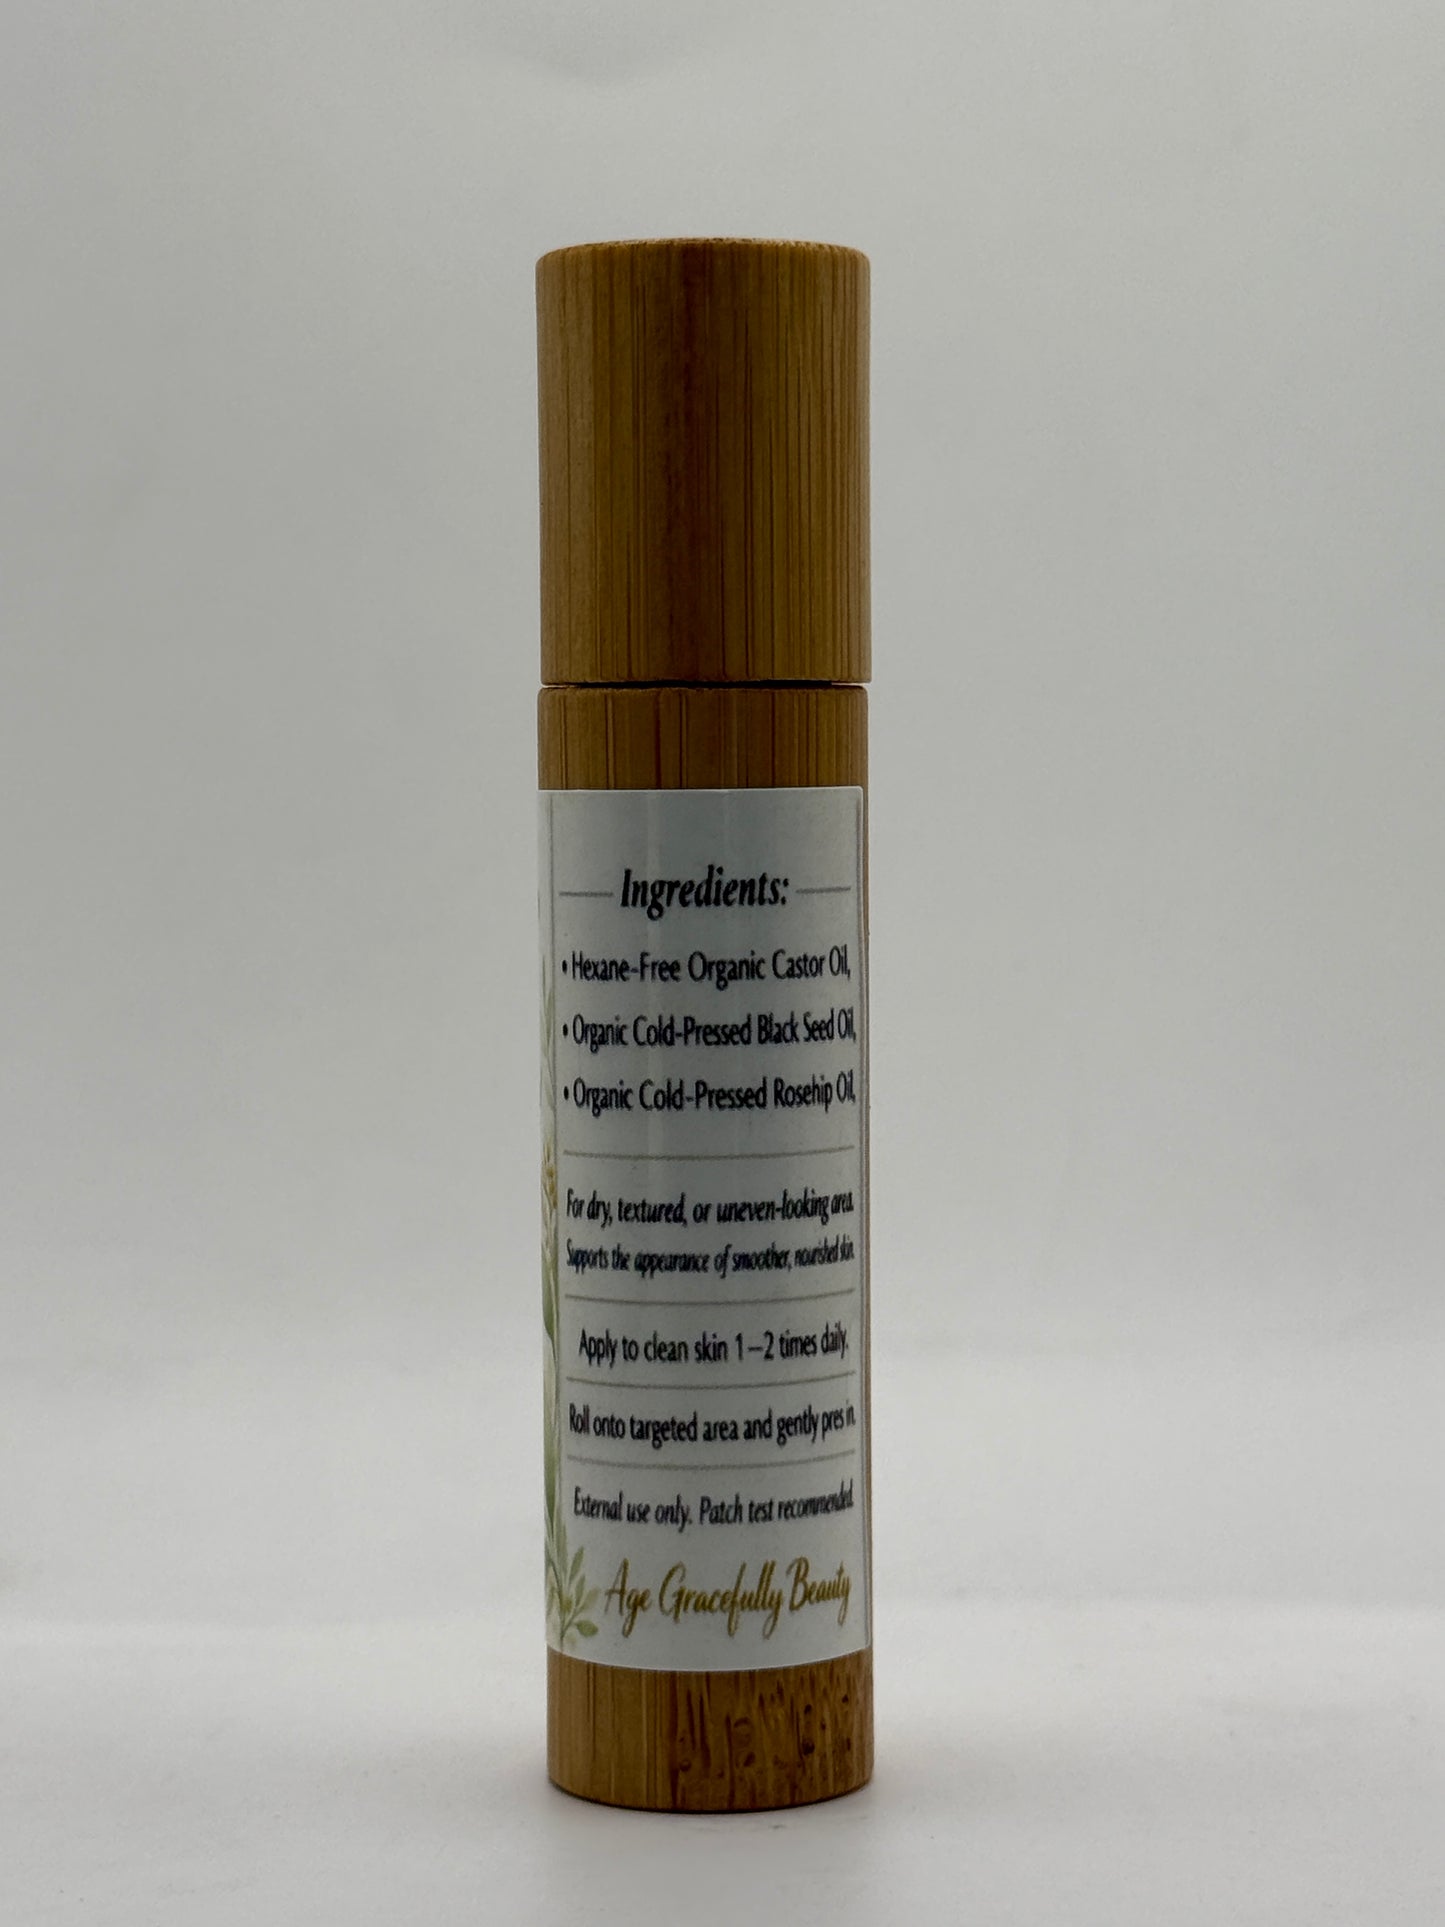 Ingredients:
• Hexane-Free Organic Castor Oil,
• Organic Cold-Pressed Black Seed Oil,
• Organic Cold-Pressed Rosehip Oil,
For dry, textured, or uneven-looking area.
Supports the appearance of smoother, nourished skin.
Apply to clean skin 1–2 times daily.
Roll onto targeted area and gently pres in.
External use only. Patch test recommended.
Age Gracefully Beauty